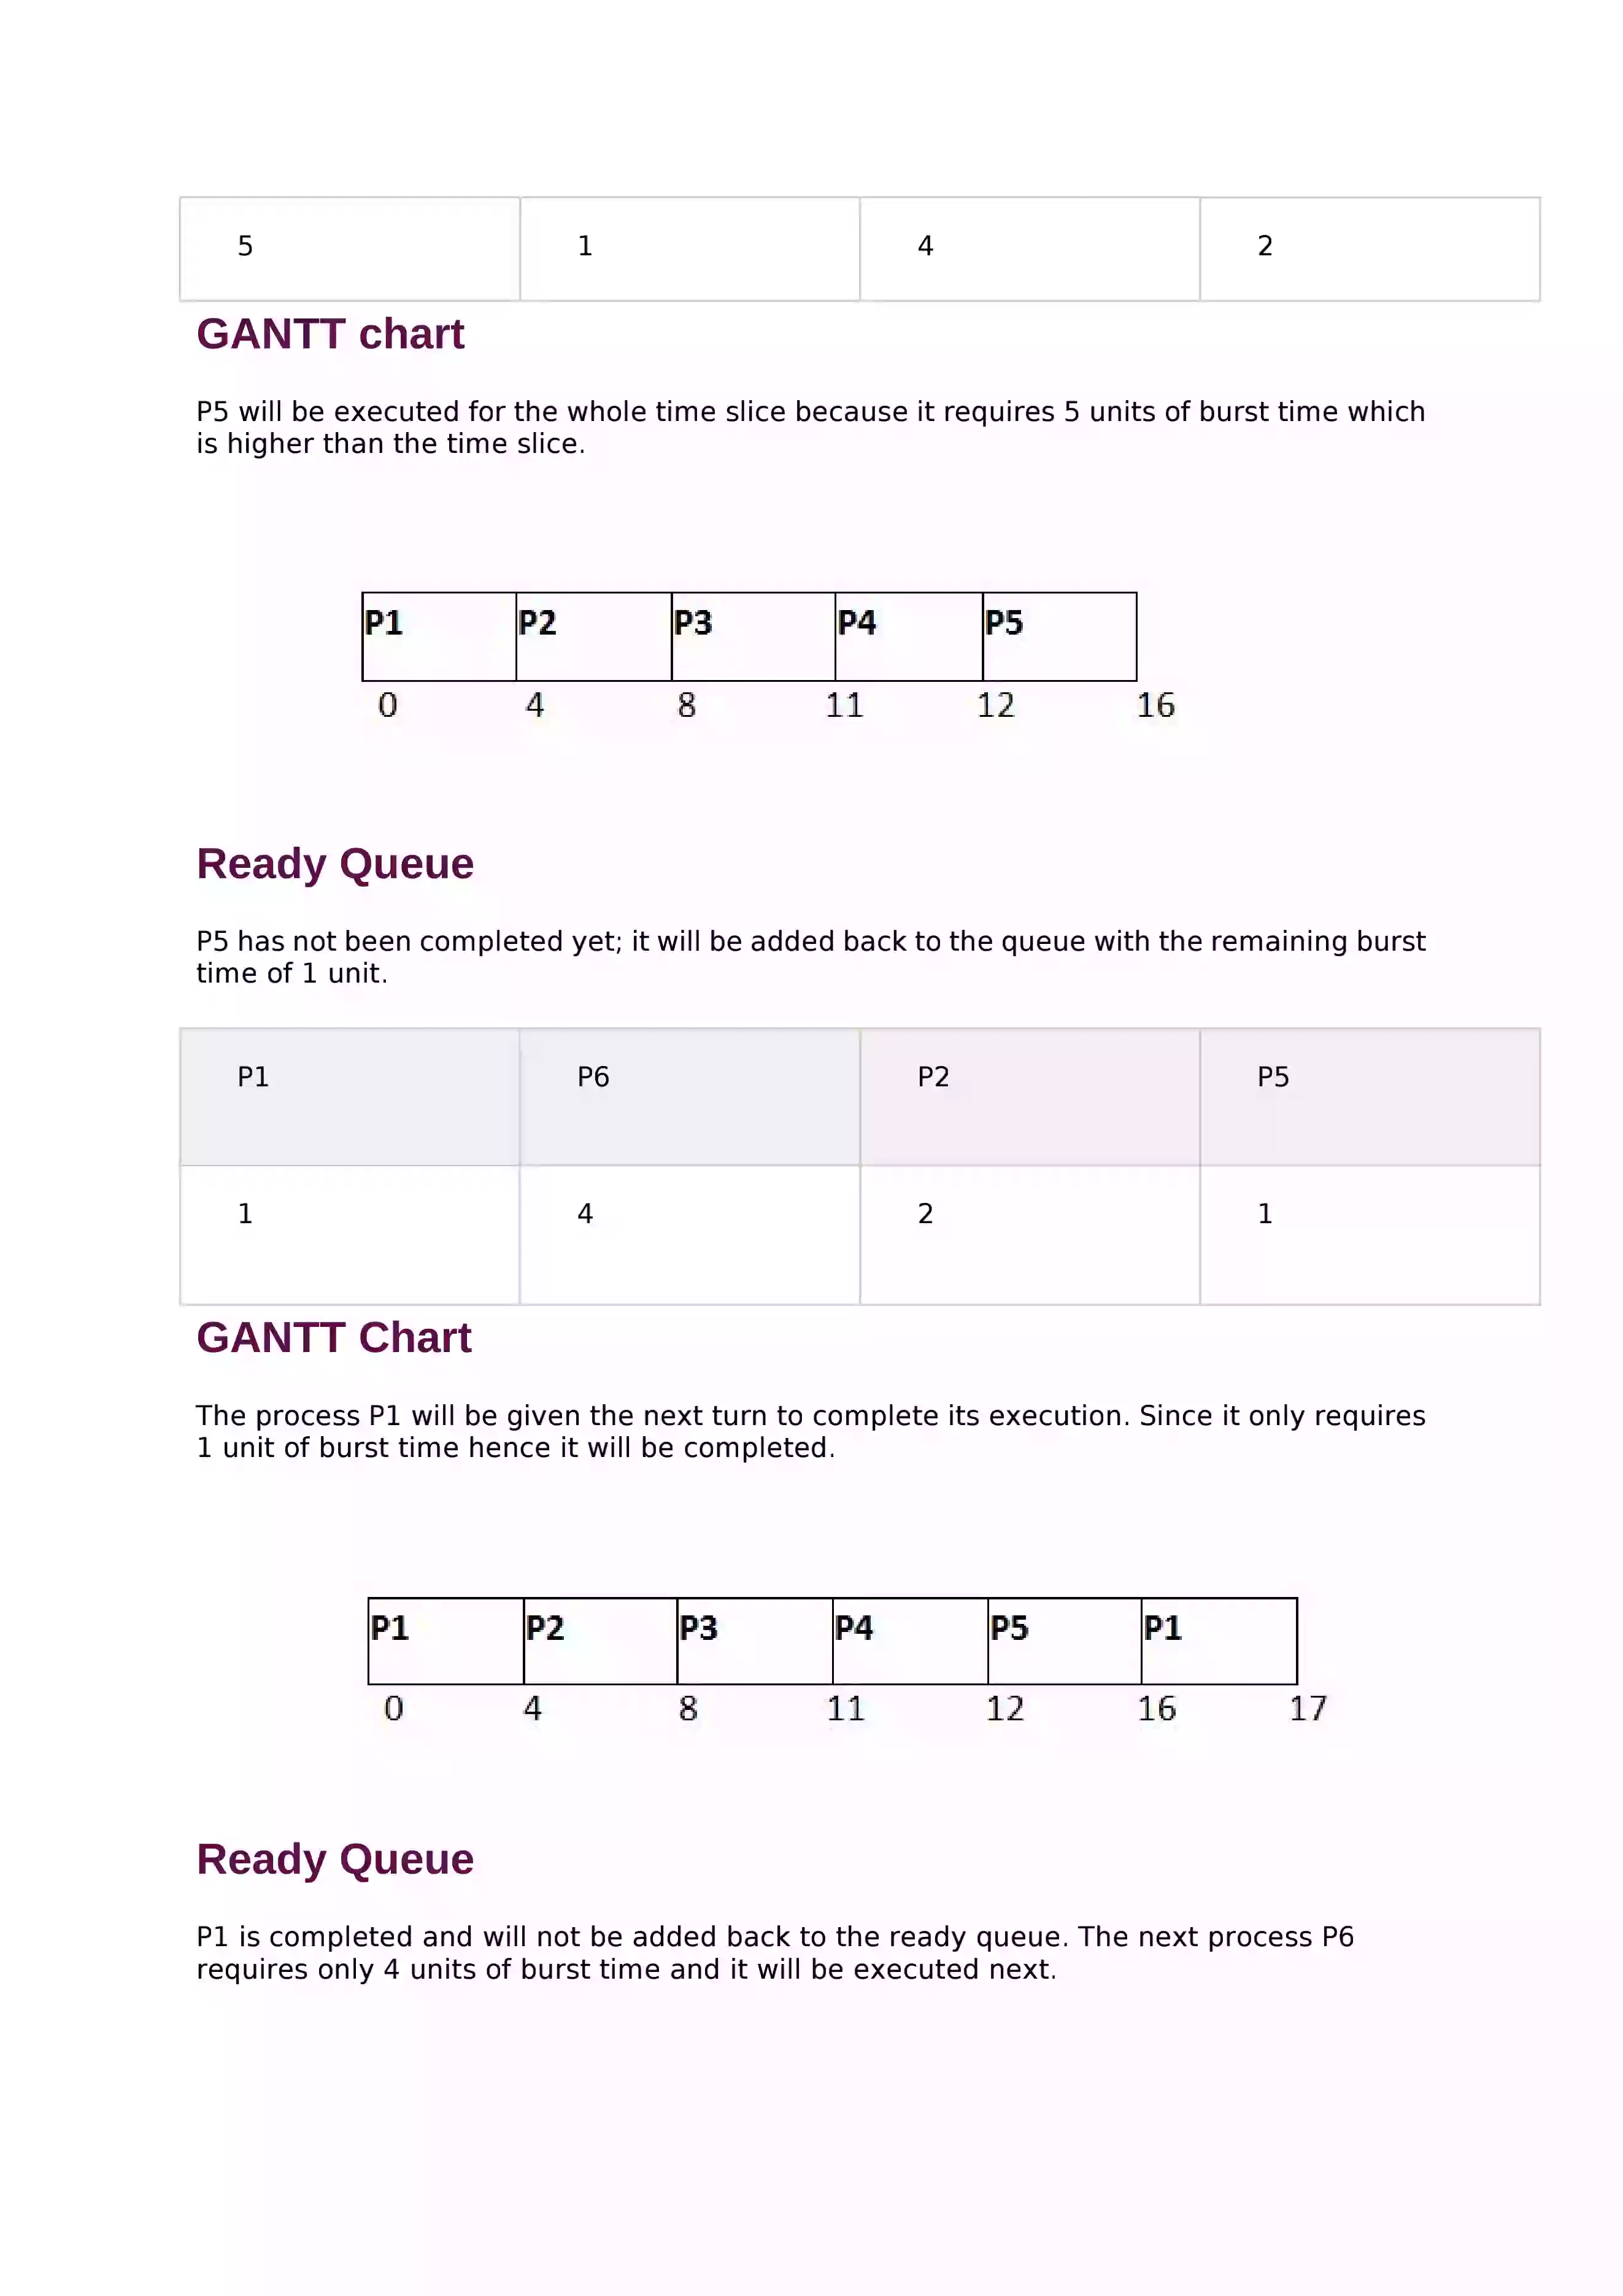 5 1 4 2
GANTT chart
P5 will be executed for the whole time slice because it requires 5 units of burst time which
is higher than the time slice.
P1 P2 P3 P4 P5
0 4 8 11 12 16
Ready Queue
P5 has not been completed yet; it will be added back to the queue with the remaining burst
time of 1 unit.
P1 P6 P2 P5
1 4 2 1
GANTT Chart
The process P1 will be given the next turn to complete its execution. Since it only requires
1 unit of burst time hence it will be completed.
P1 P2 P3 P4 P5 P1
0 4 8 11 12 16 17
Ready Queue
P1 is completed and will not be added back to the ready queue. The next process P6
requires only 4 units of burst time and it will be executed next.